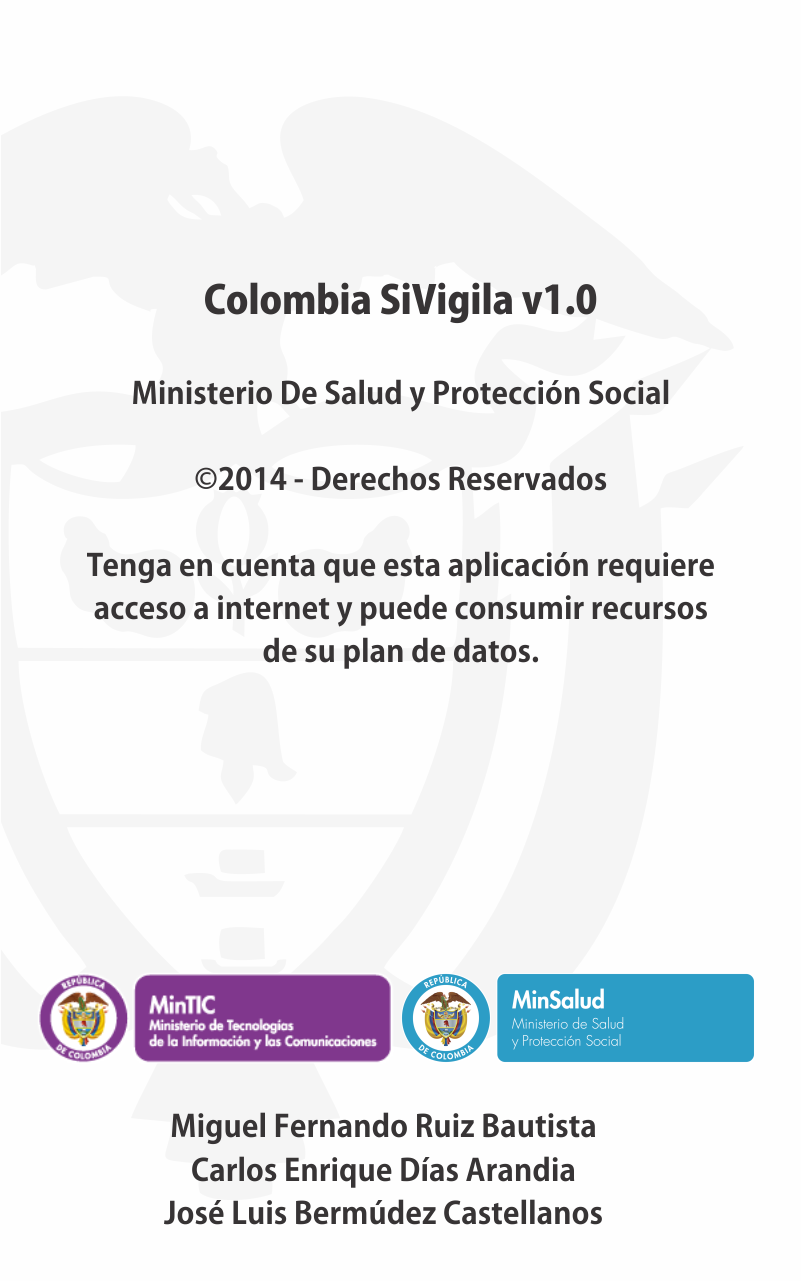 Colombia SiVigila v1.0
Ministerio De Salud y Protección Social
©2014 - Derechos Reservados
Tenga en cuenta que esta aplicación requiere
acceso a internet y puede consumir recursos
de su plan de datos.
REPÚBLICA
DE COLOMBIA
MinTIC
Ministerio de Tecnologías
de la Información y las Comunicaciones
REPÚBLICA
DE COLOMBIA
MinSalud
Ministerio de Salud
y Protección Social
Miguel Fernando Ruiz Bautista
Carlos Enrique Días Arandia
José Luis Bermúdez Castellanos